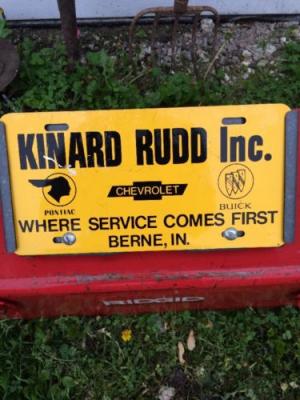 KINARD RUDD Inc.
CHEVROLET
PONTIAC
BUICK
WHERE SERVICE COMES FIRST
BERNE, IN.
RIDGID